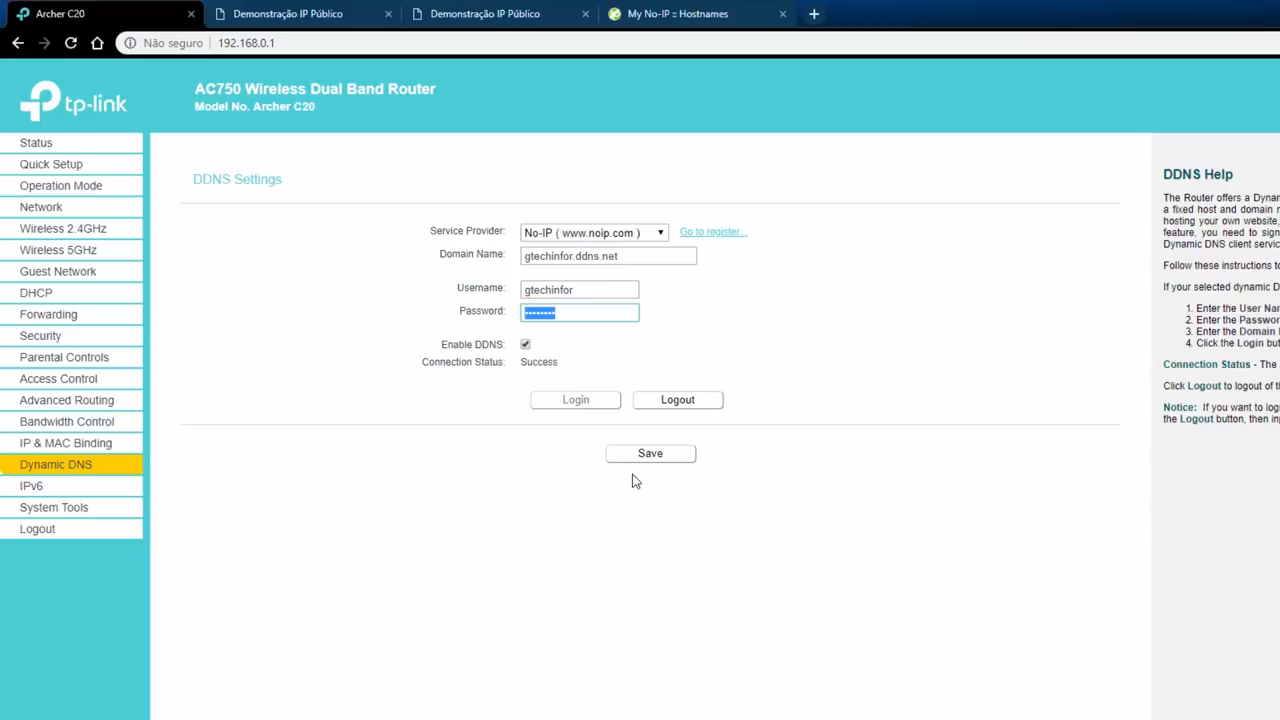 Archer C20
Demonstração IP Público
Demonstração IP Público
My No-IP :: Hostnames
Não seguro
192.168.0.1
tp-link
AC750 Wireless Dual Band Router
Model No. Archer C20
Status
Quick Setup
Operation Mode
Network
Wireless 2.4GHz
Wireless 5GHz
Guest Network
DHCP
Forwarding
Security
Parental Controls
Access Control
Advanced Routing
Bandwidth Control
IP & MAC Binding
Dynamic DNS
IPv6
System Tools
Logout
DDNS Settings
Service Provider: No-IP ( www.noip.com ) Go to register...
Domain Name: gtechinfor.ddns.net
Username: gtechinfor
Password: ••••••••
Enable DDNS:
Connection Status: Success
Login Logout
Save
DDNS Help
The Router offers a Dyna
a fixed host and domain
hosting your own website,
feature, you need to sign
Dynamic DNS client servic
Follow these instructions to
If your selected dynamic D
1. Enter the User Nam
2. Enter the Password
3. Enter the Domain
4. Click the Login but
Connection Status - The
Click Logout to logout of t
Notice: If you want to log
the Logout button, then in